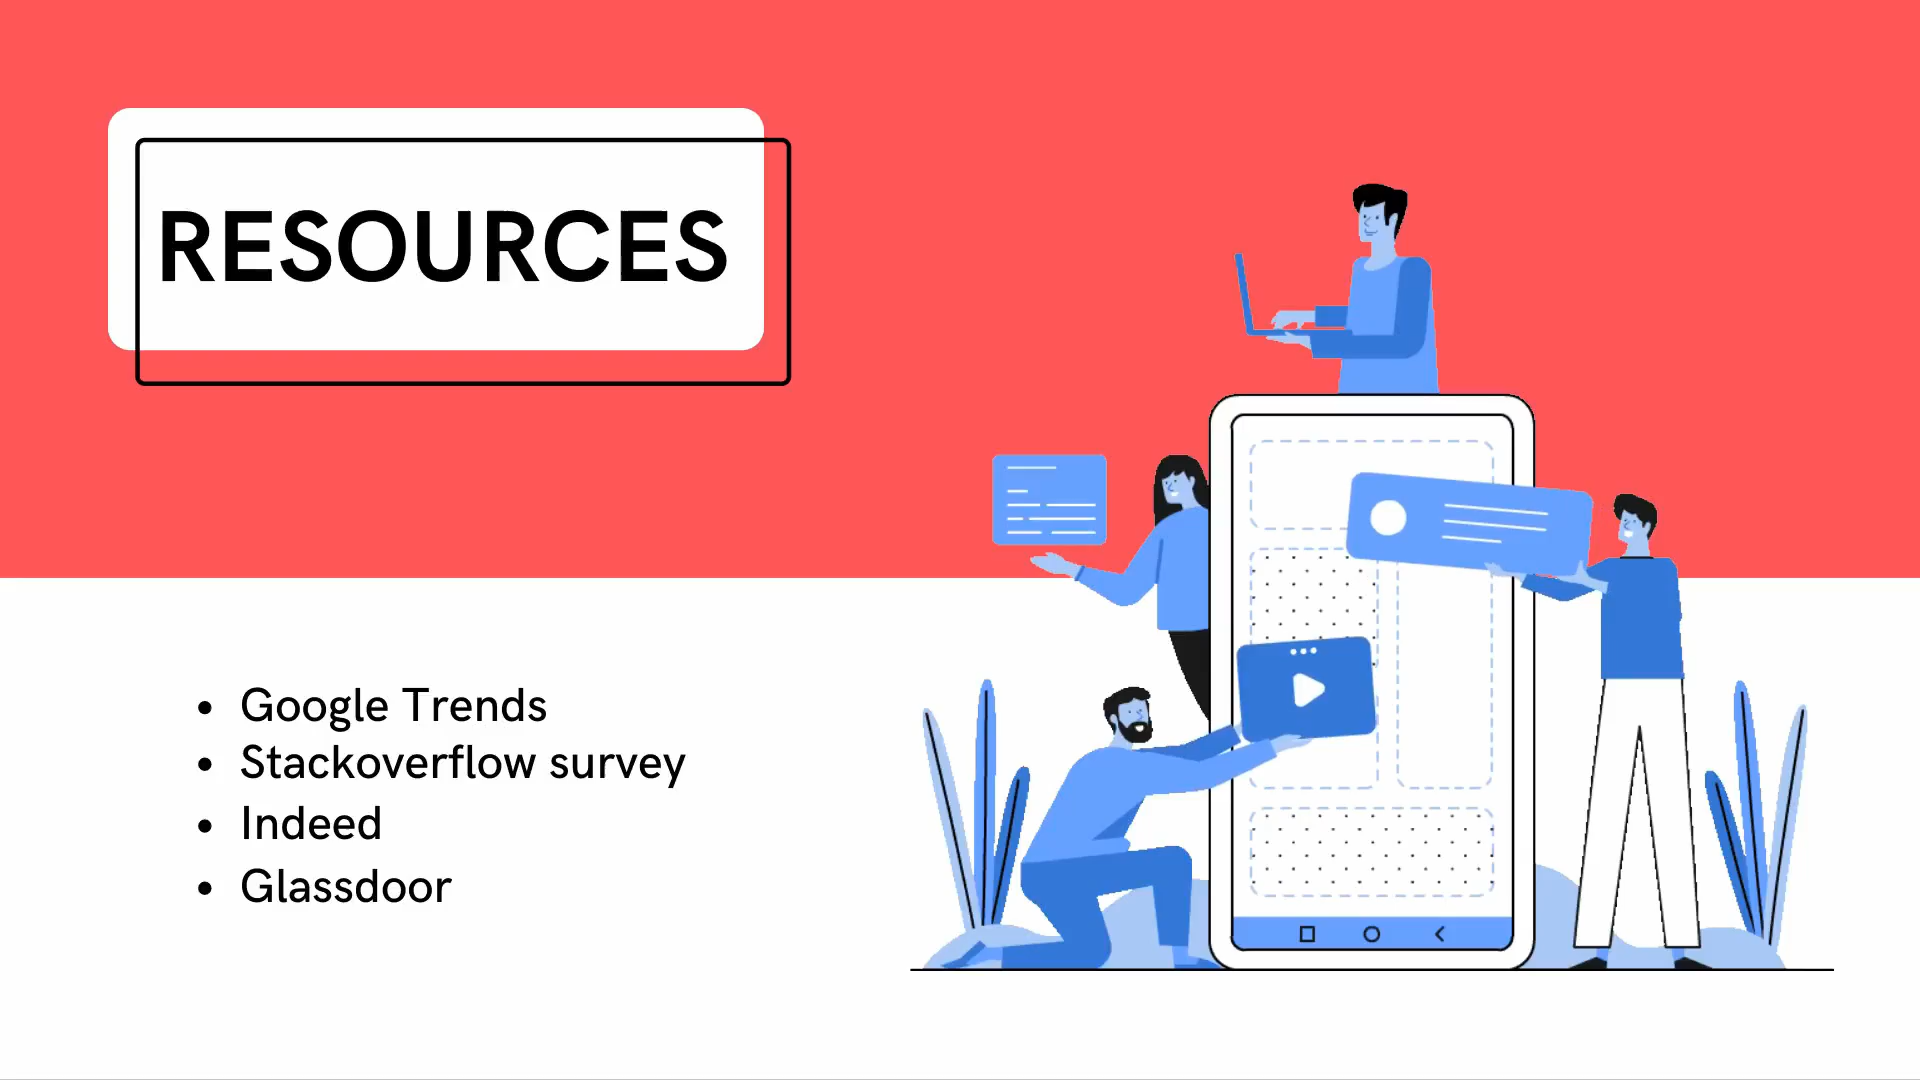 RESOURCES
• Google Trends
• Stackoverflow survey
• Indeed
• Glassdoor